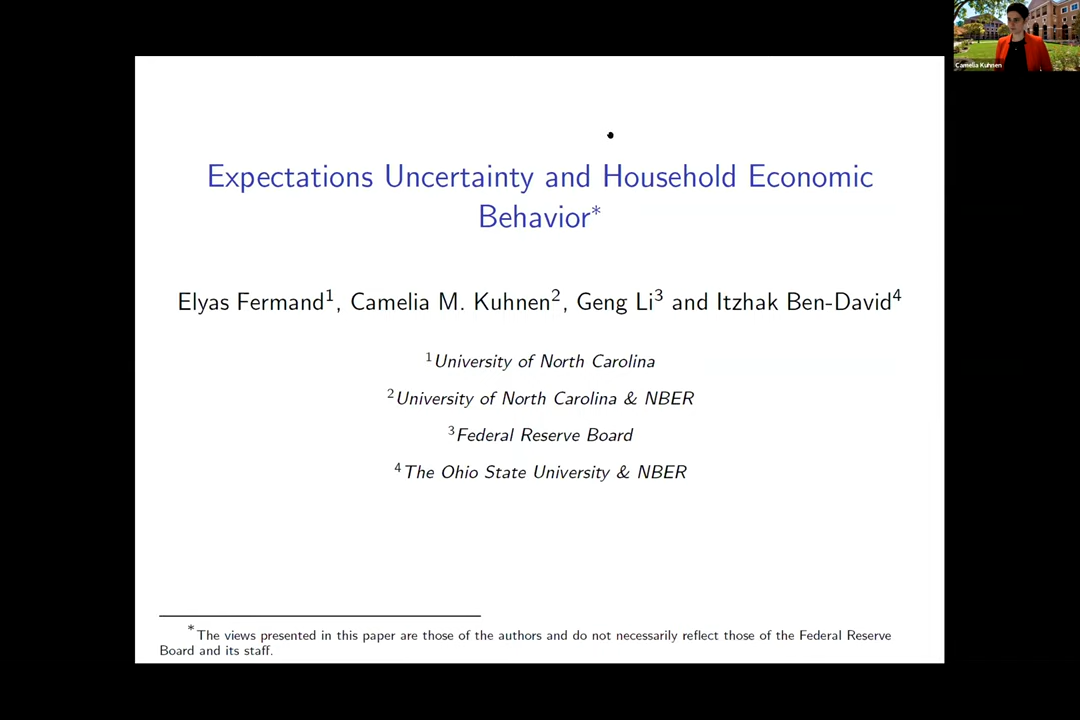 Camelia Kuhnen
Expectations Uncertainty and Household Economic
Behavior*
Elyas Fermand1, Camelia M. Kuhnen2, Geng Li3 and Itzhak Ben-David4
1University of North Carolina
2University of North Carolina & NBER
3Federal Reserve Board
4The Ohio State University & NBER
*The views presented in this paper are those of the authors and do not necessarily reflect those of the Federal Reserve
Board and its staff.